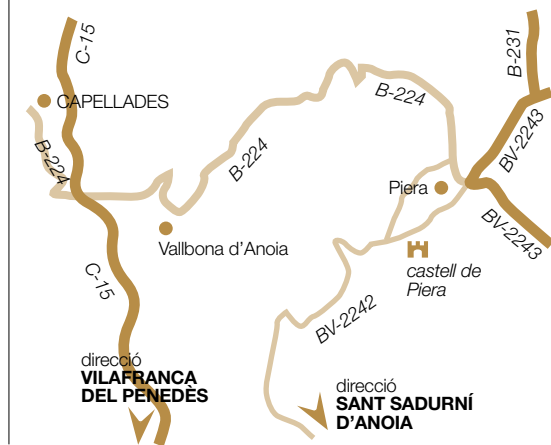 C-15
B-231
CAPELLADES
B-224
BV-2243
B-224
B-224
Piera
BV-2243
Vallbona d'Anoia
castell de
Piera
C-15
BV-2242
direcció
VILAFRANCA
DEL PENEDÈS
direcció
SANT SADURNÍ
D'ANOIA